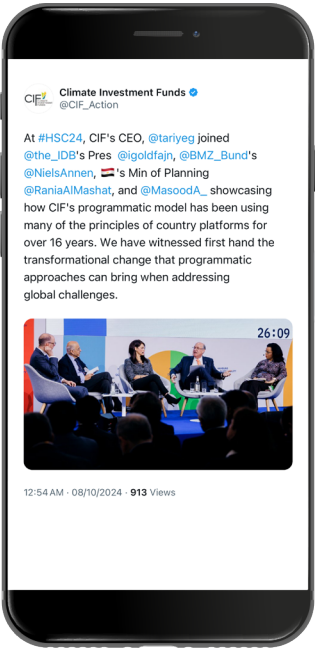 CIF
Climate Investment Funds
@CIF_Action
At #HSC24, CIF's CEO, @tariyeg joined
@the_IDB's Pres @igoldfajn, @BMZ_Bund's
@NielsAnnen, 🇪🇬's Min of Planning
@RaniaAlMashat, and @MasoodA_ showcasing
how CIF's programmatic model has been using
many of the principles of country platforms for
over 16 years. We have witnessed first hand the
transformational change that programmatic
approaches can bring when addressing
global challenges.
26:09
12:54 AM · 08/10/2024 · 913 Views